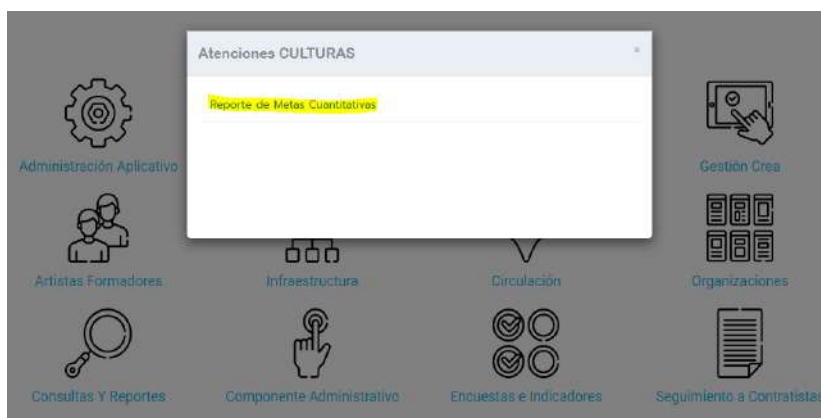 Atenciones CULTURAS
×
Reporte de Metas Cuantitativas
Administración Aplicativo
Gestión Crea
Artistas Formadores
Infraestructura
Circulación
Organizaciones
Consultas Y Reportes
Componente Administrativo
Encuestas e Indicadores
Seguimiento a Contratistas